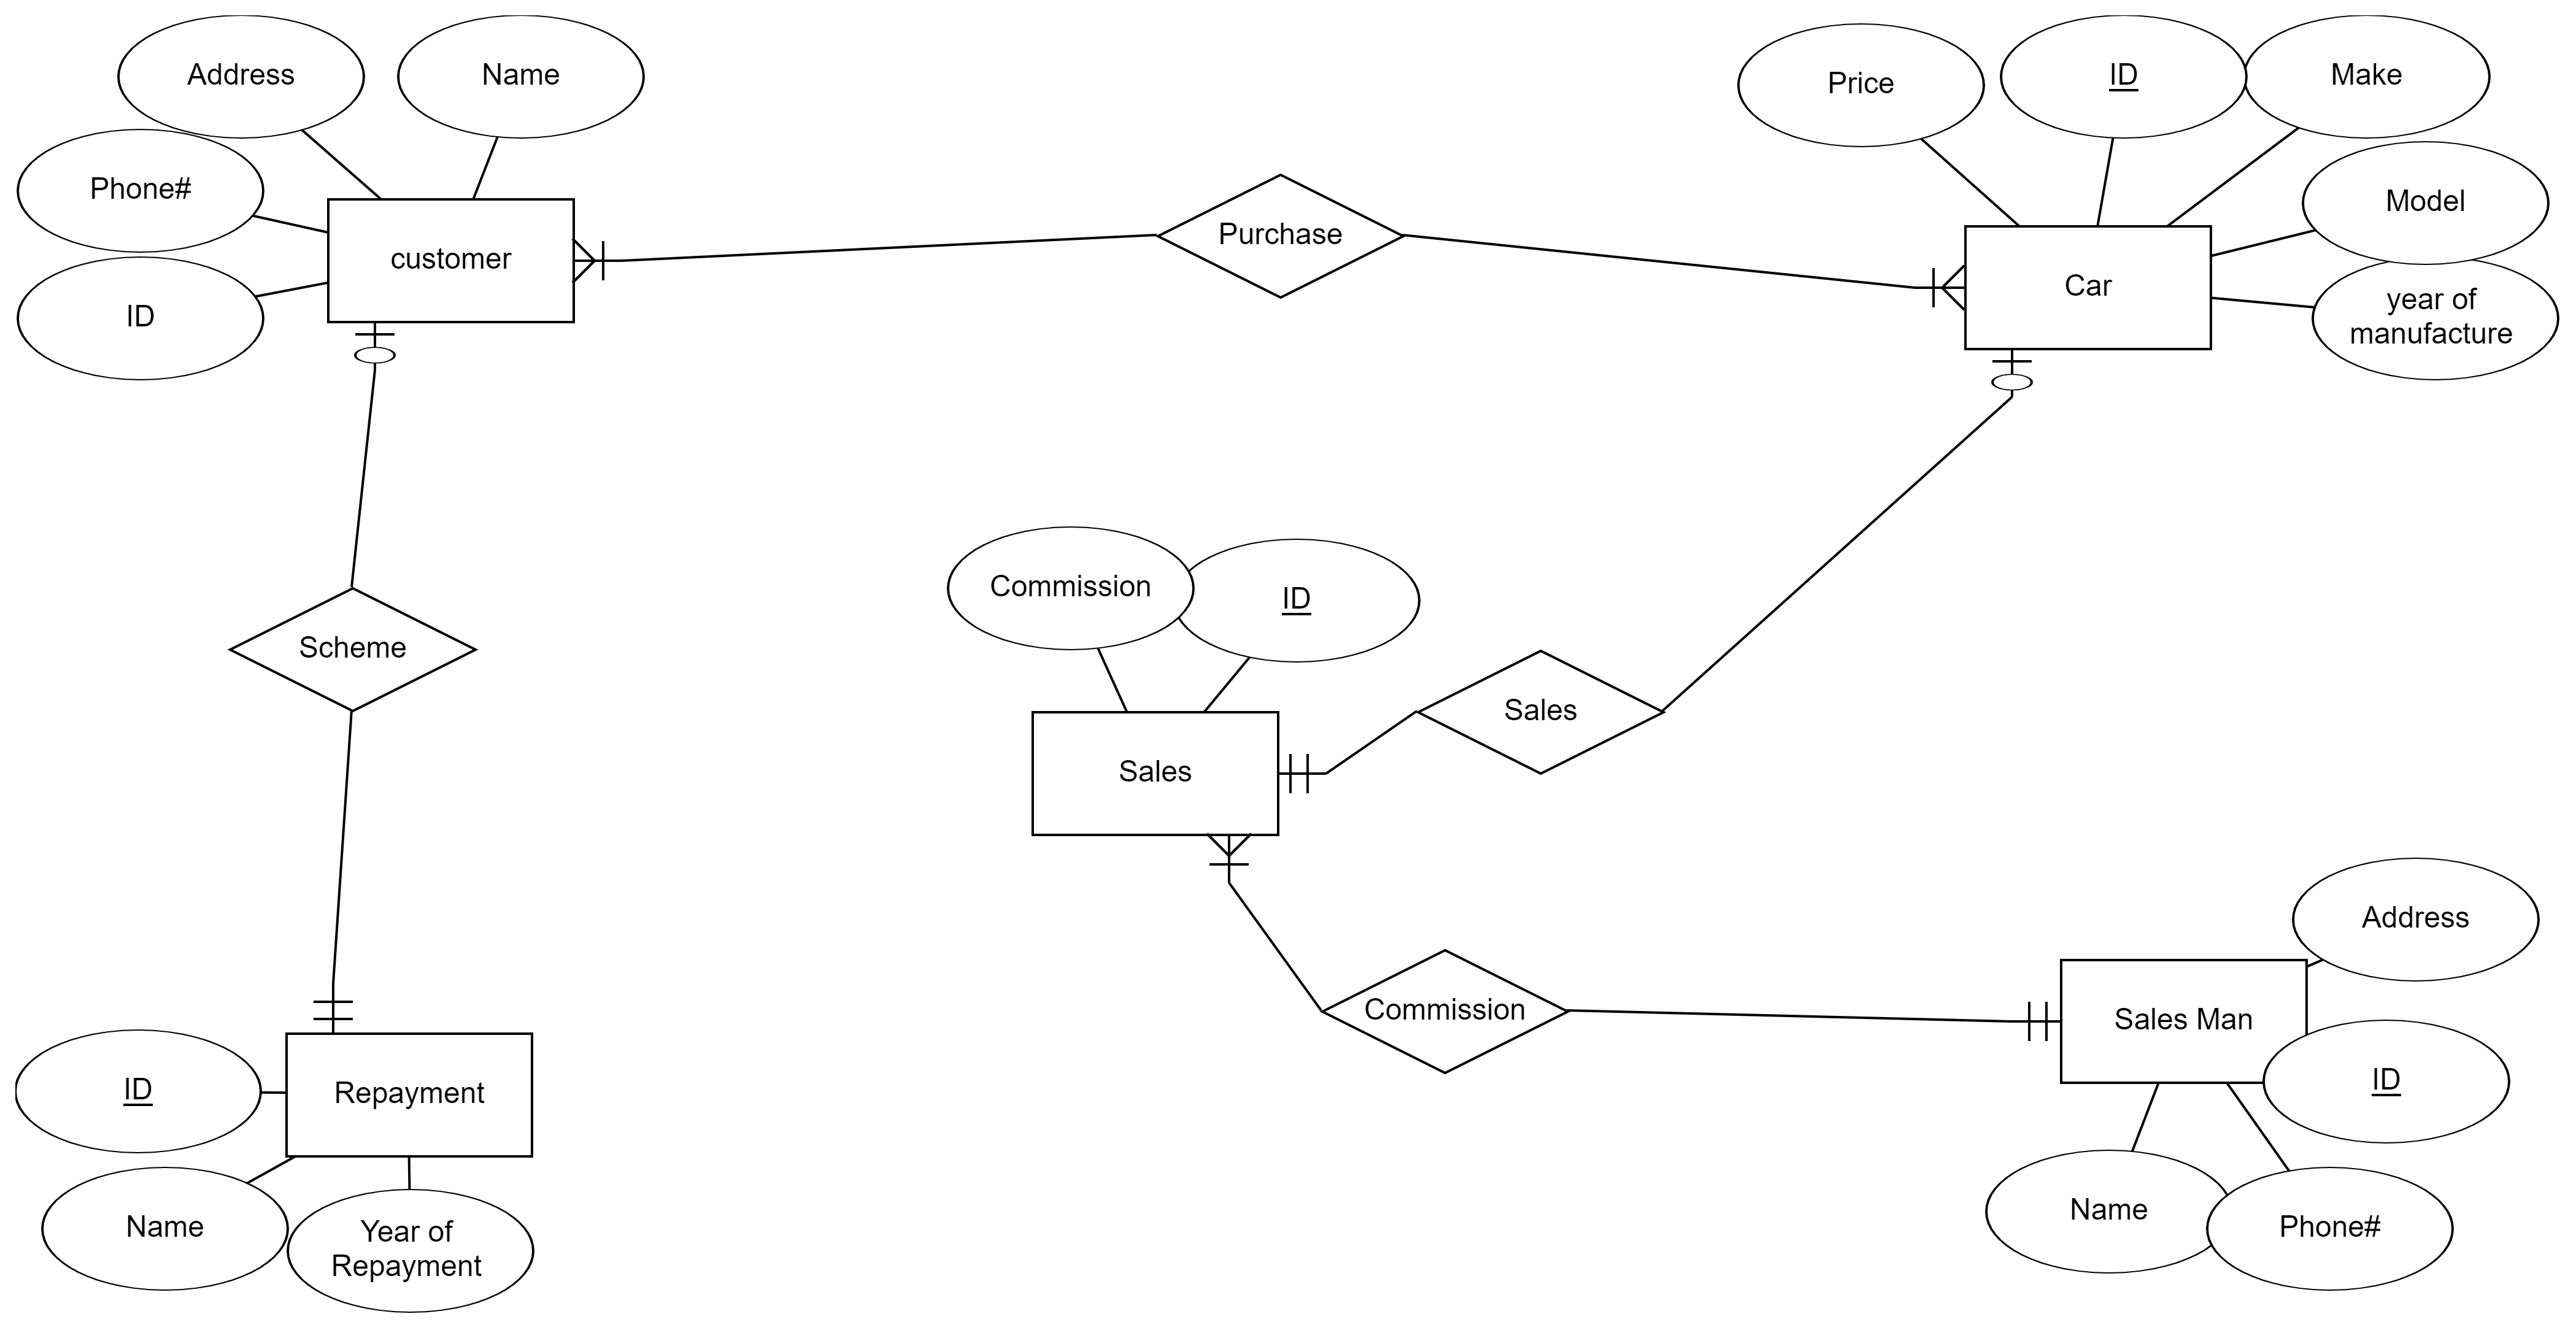 Address
Name
Price
ID
Make
Phone#
Model
Purchase
customer
Car
year of
manufacture
ID
Commission
ID
Scheme
Sales
Sales
Address
Commission
Sales Man
ID
Repayment
ID
Name
Year of
Repayment
Name
Phone#